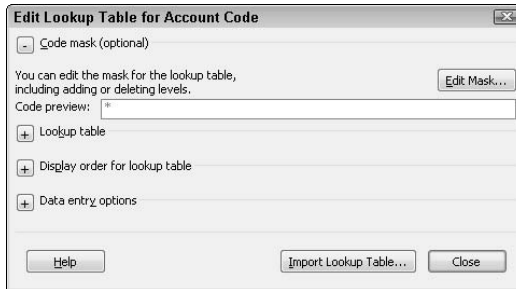 Edit Lookup Table for Account Code
- Code mask (optional)
You can edit the mask for the lookup table,
including adding or deleting levels.
Edit Mask...
Code preview: *
+ Lookup table
+ Display order for lookup table
+ Data entry options
Help Import Lookup Table... Close